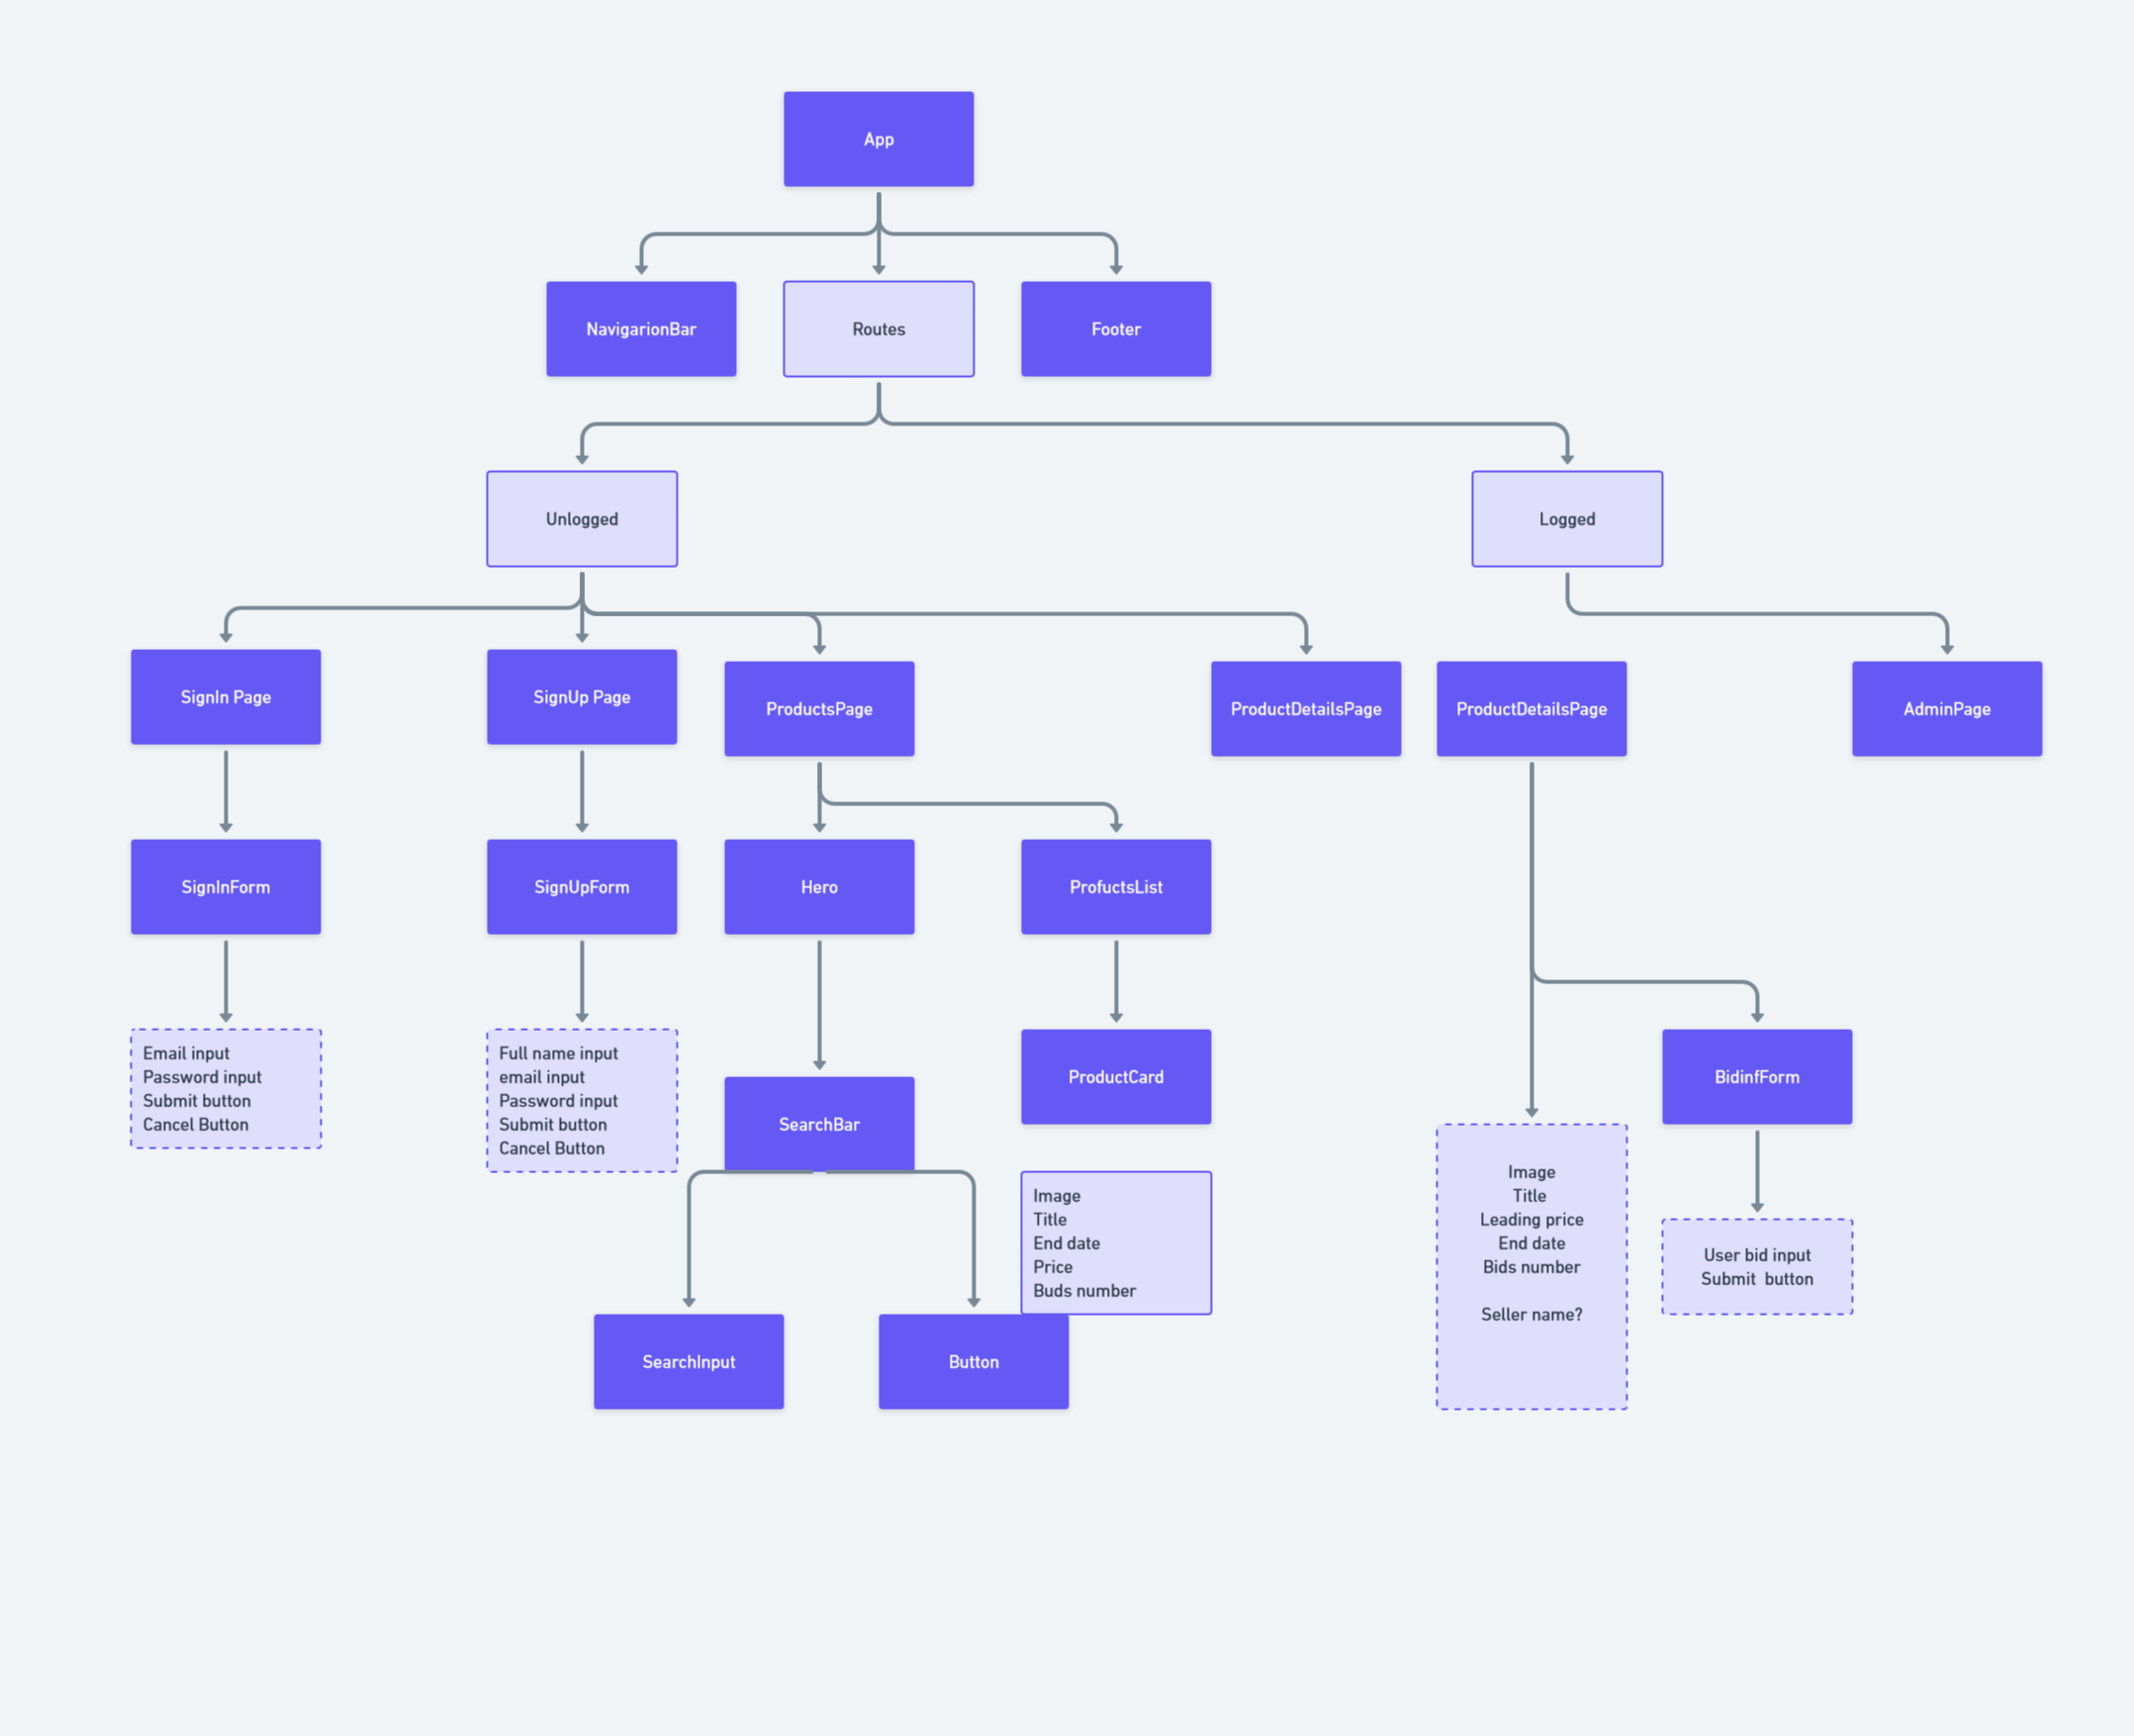 App
NavigarionBar
Routes
Footer
Unlogged
Logged
SignIn Page
SignUp Page
ProductsPage
ProductDetailsPage
ProductDetailsPage
AdminPage
SignInForm
SignUpForm
Hero
ProfuctsList
Email input
Password input
Submit button
Cancel Button
Full name input
email input
Password input
Submit button
Cancel Button
SearchBar
ProductCard
BidinfForm
Image
Title
End date
Price
Buds number
Image
Title
Leading price
End date
Bids number
Seller name?
User bid input
Submit  button
SearchInput
Button